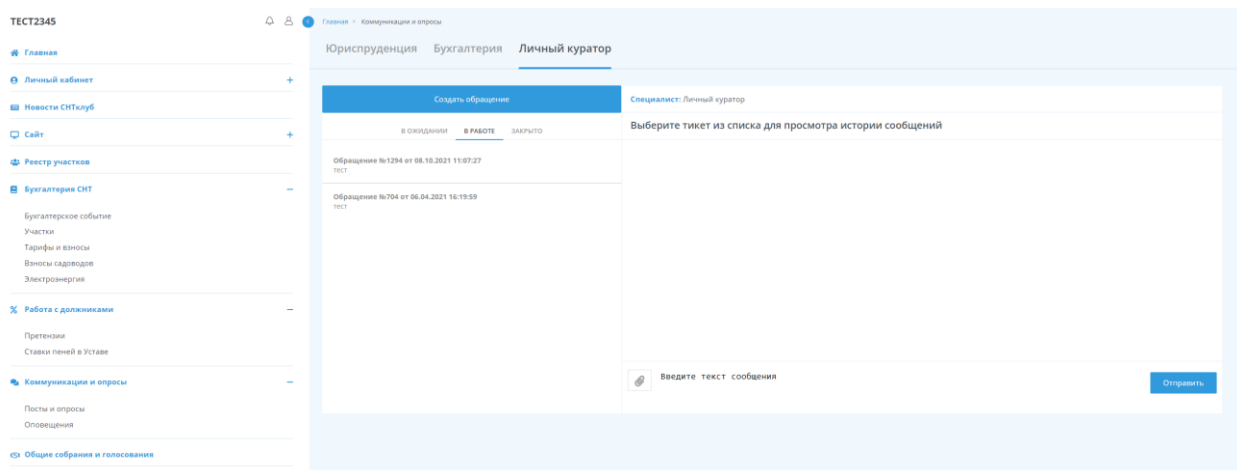 ТЕСТ2345
Главная
Личный кабинет
Новости СНТклуб
Сайт
Реестр участков
Бухгалтерия СНТ
Бухгалтерское событие
Участки
Тарифы и взносы
Взносы садоводов
Электроэнергия
Работа с должниками
Претензии
Ставки пеней в Уставе
Коммуникации и опросы
Посты и опросы
Оповещения
Общие собрания и голосования
Главная Коммуникации и опросы
Юриспруденция Бухгалтерия Личный куратор
Создать обращение
В ОЖИДАНИИ В РАБОТЕ ЗАКРЫТО
Обращение №1294 от 08.10.2021 11:07:27
тест
Обращение №704 от 06.04.2021 16:19:59
тест
Специалист: Личный куратор
Выберите тикет из списка для просмотра истории сообщений
Введите текст сообщения
Отправить